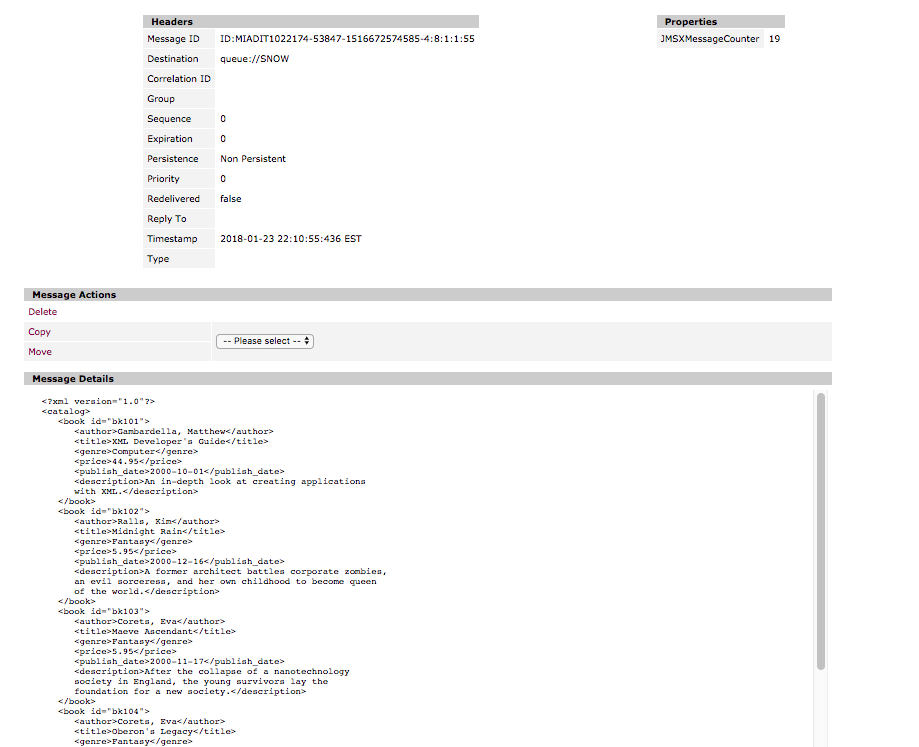 Headers
Message ID ID:MIADIT1022174-53847-1516672574585-4:8:1:1:55
Destination queue://SNOW
Correlation ID
Group
Sequence 0
Expiration 0
Persistence Non Persistent
Priority 0
Redelivered false
Reply To
Timestamp 2018-01-23 22:10:55:436 EST
Type
Properties
JMSXMessageCounter 19
Message Actions
Delete
Copy
-- Please select --
Move
Message Details
<?xml version="1.0"?>
<catalog>
<book id="bk101">
<author>Gambardella, Matthew</author>
<title>XML Developer's Guide</title>
<genre>Computer</genre>
<price>44.95</price>
<publish_date>2000-10-01</publish_date>
<description>An in-depth look at creating applications
with XML.</description>
</book>
<book id="bk102">
<author>Ralls, Kim</author>
<title>Midnight Rain</title>
<genre>Fantasy</genre>
<price>5.95</price>
<publish_date>2000-12-16</publish_date>
<description>A former architect battles corporate zombies,
an evil sorceress, and her own childhood to become queen
of the world.</description>
</book>
<book id="bk103">
<author>Corets, Eva</author>
<title>Maeve Ascendant</title>
<genre>Fantasy</genre>
<price>5.95</price>
<publish_date>2000-11-17</publish_date>
<description>After the collapse of a nanotechnology
society in England, the young survivors lay the
foundation for a new society.</description>
</book>
<book id="bk104">
<author>Corets, Eva</author>
<title>Oberon's Legacy</title>
<genre>Fantasy</genre>